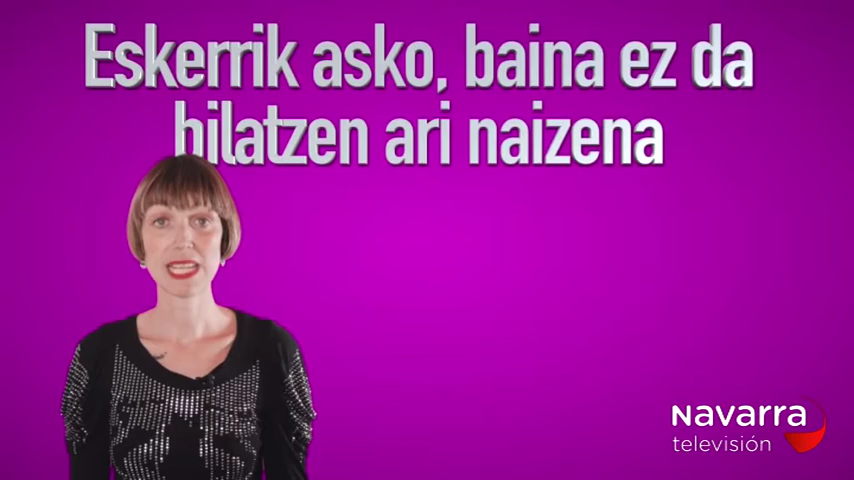 Eskerrik asko, baina ez da
bilatzen ari naizena
Navarra
televisión